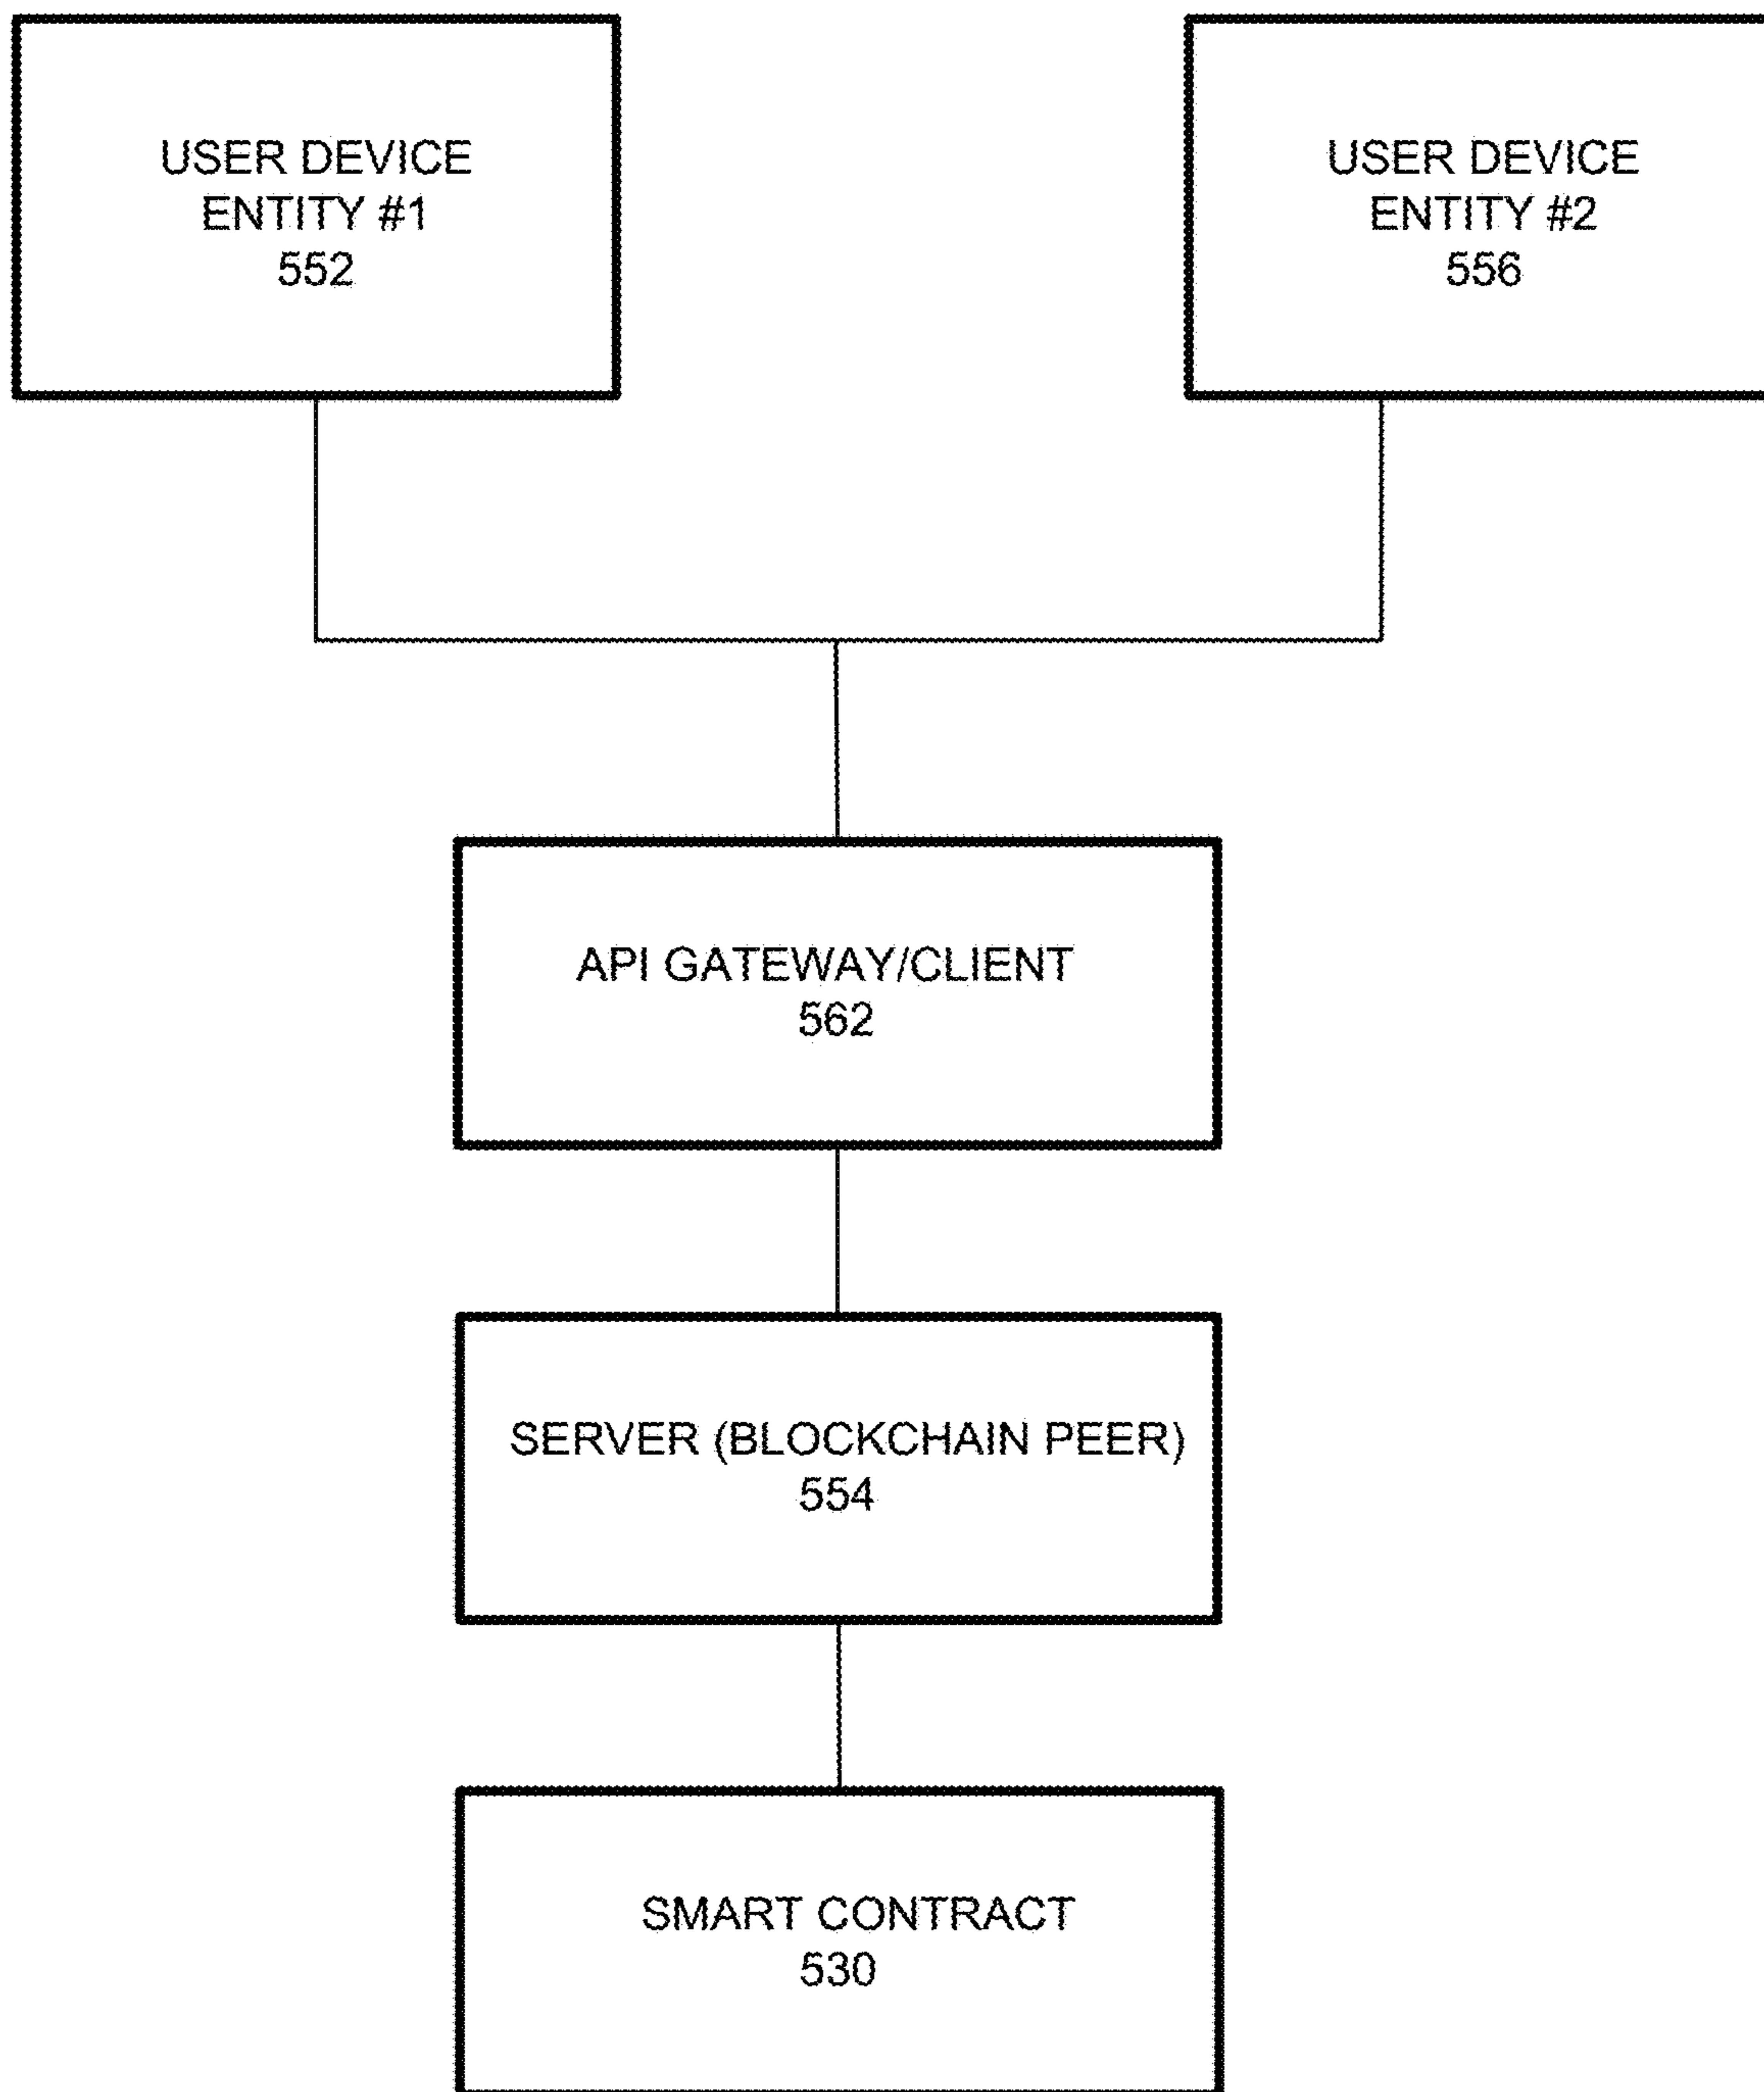 USER DEVICE
ENTITY #1
552
USER DEVICE
ENTITY #2
556
API GATEWAY/CLIENT
562
SERVER (BLOCKCHAIN PEER)
554
SMART CONTRACT
530